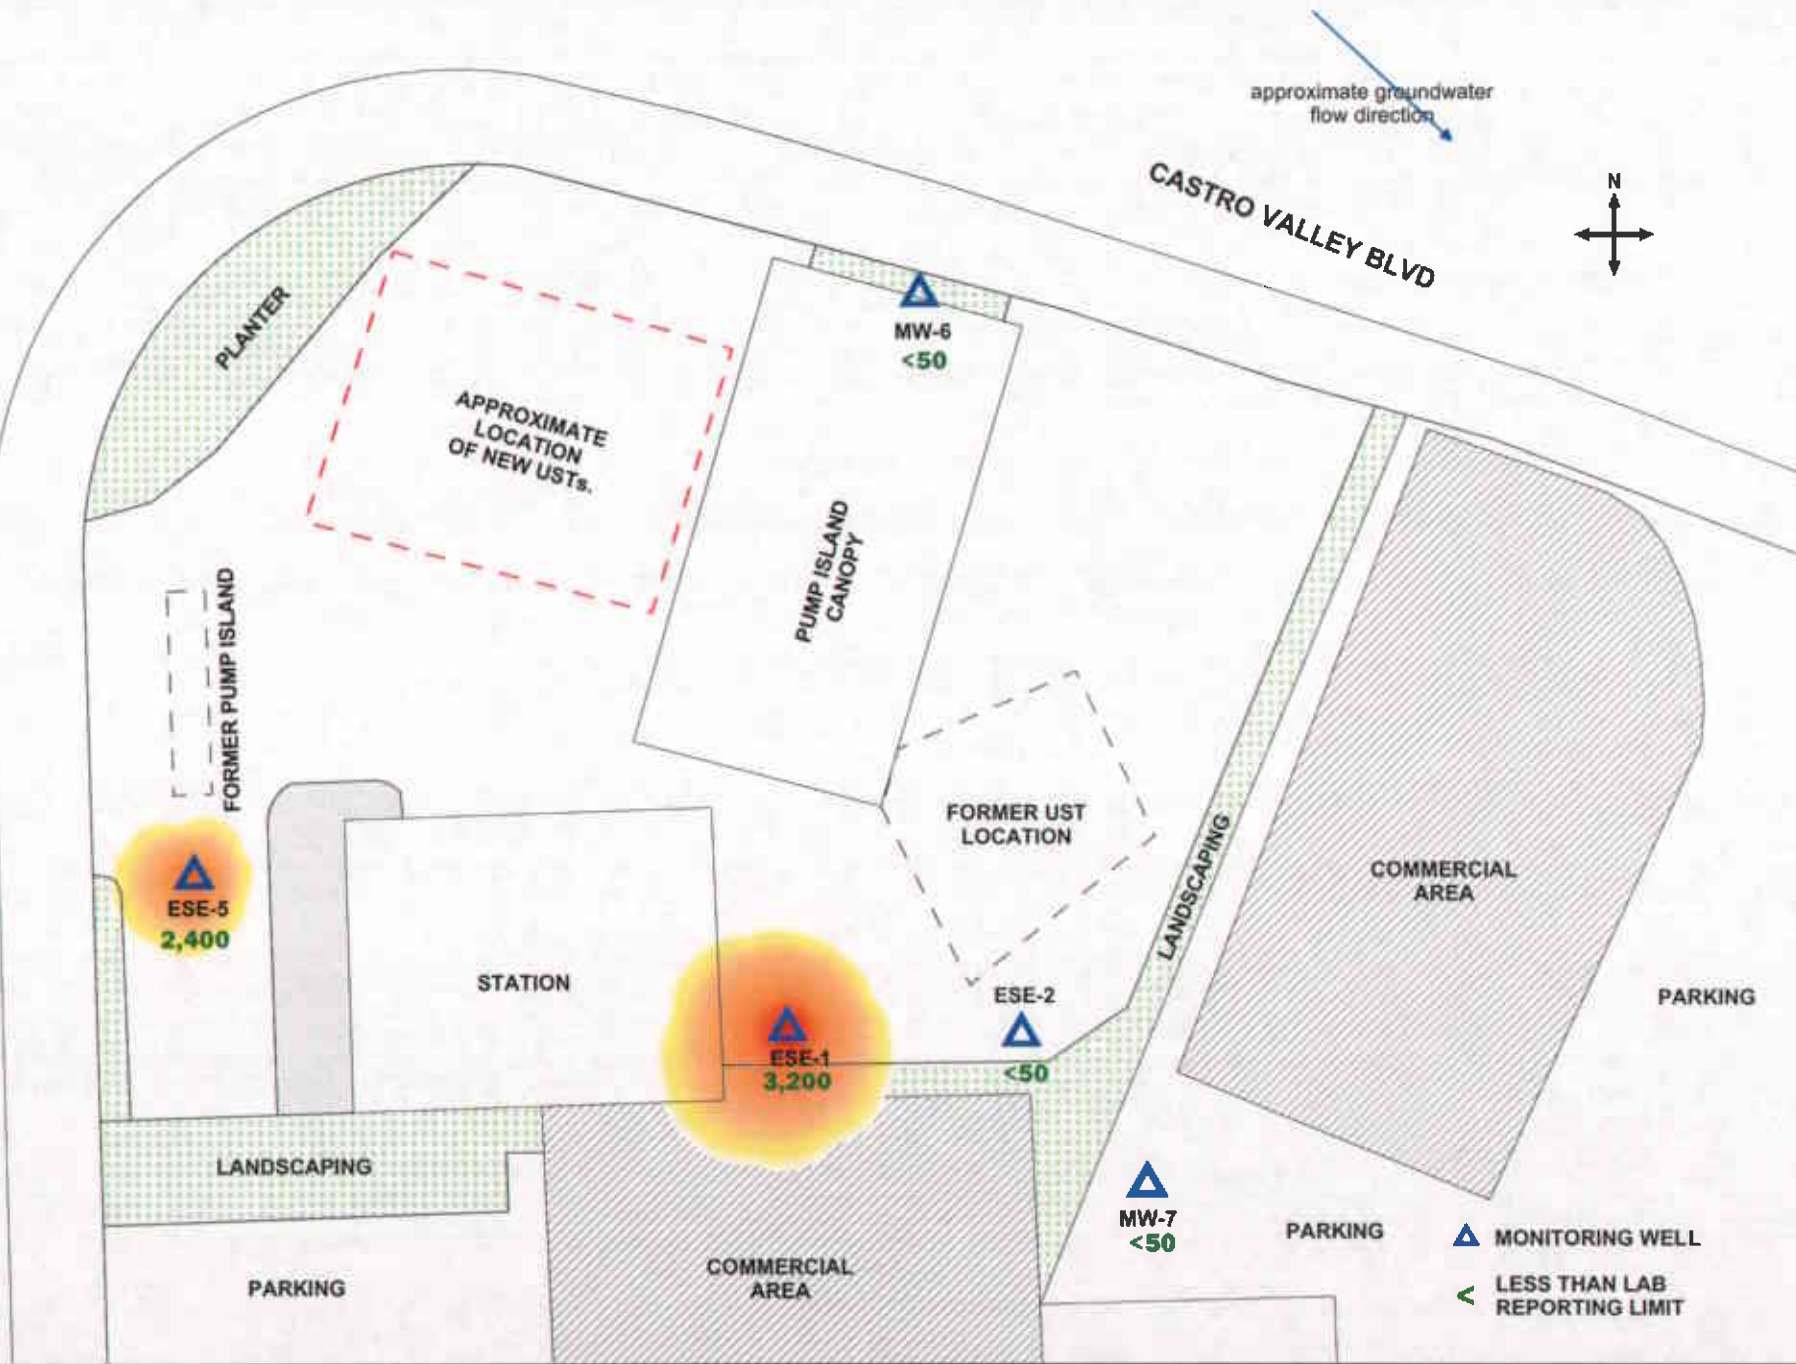 approximate groundwater
flow direction
CASTRO VALLEY BLVD
N
PLANTER
MW-6
<50
APPROXIMATE
LOCATION
OF NEW USTs.
PUMP ISLAND
CANOPY
FORMER PUMP ISLAND
FORMER UST
LOCATION
LANDSCAPING
COMMERCIAL
AREA
ESE-5
2,400
STATION
ESE-2
<50
ESE-1
3,200
PARKING
LANDSCAPING
MW-7
<50
PARKING
PARKING
COMMERCIAL
AREA
MONITORING WELL
< LESS THAN LAB
REPORTING LIMIT